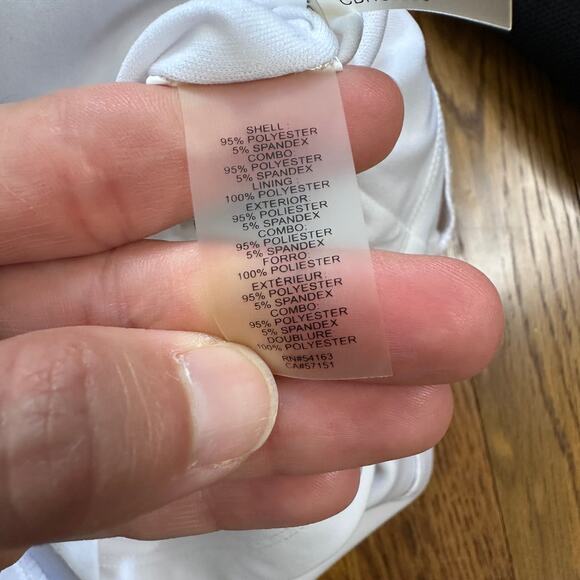 SHELL :
95% POLYESTER
5% SPANDEX
COMBO:
95% POLYESTER
5% SPANDEX
LINING :
100% POLYESTER
EXTERIOR:
95% POLIESTER
5% SPANDEX
COMBO:
95% POLIESTER
5% SPANDEX
FORRO:
100% POLIESTER
EXTÉRIEUR:
95% POLYESTER
5% SPANDEX
COMBO:
95% POLYESTER
5% SPANDEX
DOUBLURE
100% POLYESTER
RN#54163
CA#57151